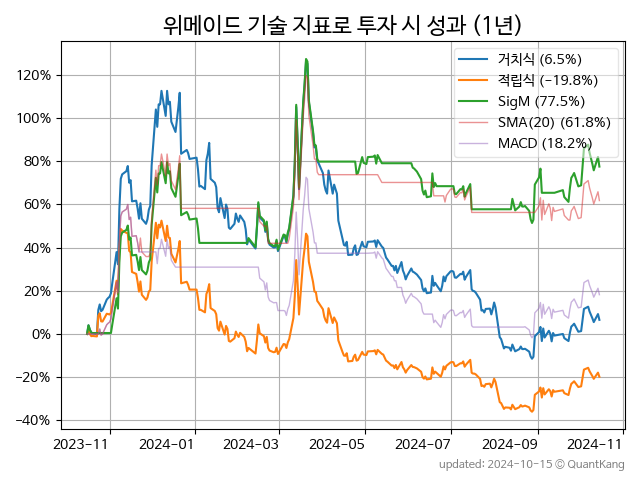 위메이드 기술 지표로 투자 시 성과 (1년)
거치식 (6.5%)
적립식 (-19.8%)
SigM (77.5%)
SMA(20) (61.8%)
MACD (18.2%)
120%
100%
80%
60%
40%
20%
0%
−20%
−40%
2023-11
2024-01
2024-03
2024-05
2024-07
2024-09
2024-11
updated: 2024-10-15 © QuantKang